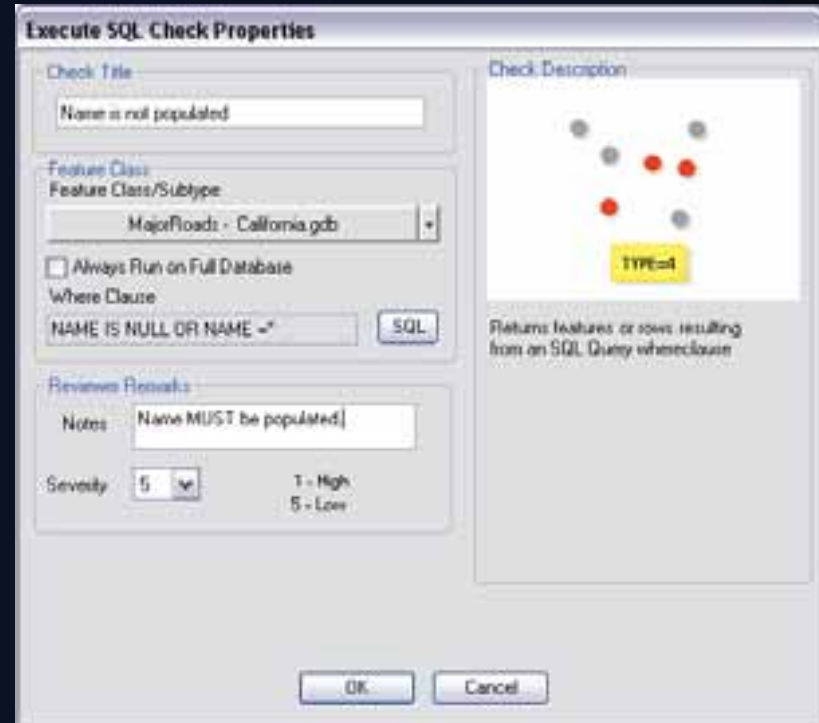 Execute SQL Check Properties
Check Title
Name is not populated
Feature Class
Feature Class/Subtype
MajorRoads - California.gdb
Always Run on Full Database
Where Clause
NAME IS NULL OR NAME =''
SQL
Reviewer Remarks
Notes
Name MUST be populated.
Severity
5
1 - High
5 - Low
Check Description
TYPE=4
Returns features or rows resulting
from an SQL Query whereclause
OK
Cancel